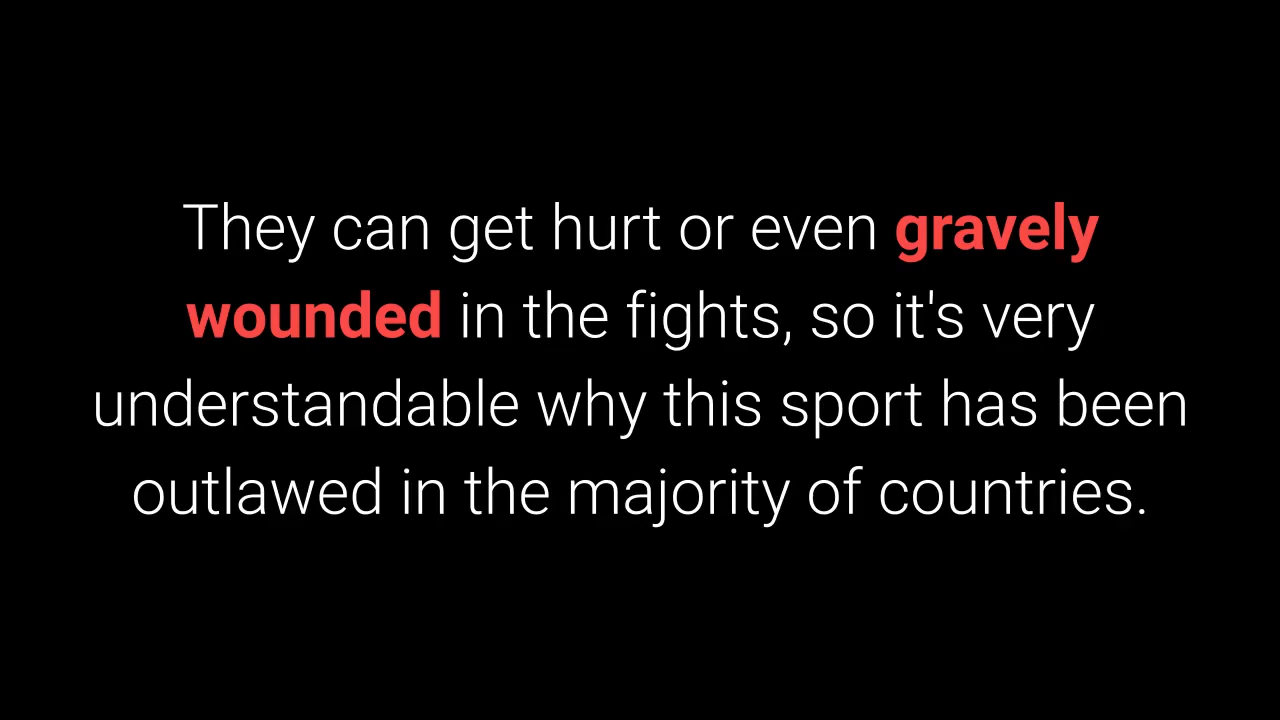 They can get hurt or even gravely
wounded in the fights, so it's very
understandable why this sport has been
outlawed in the majority of countries.